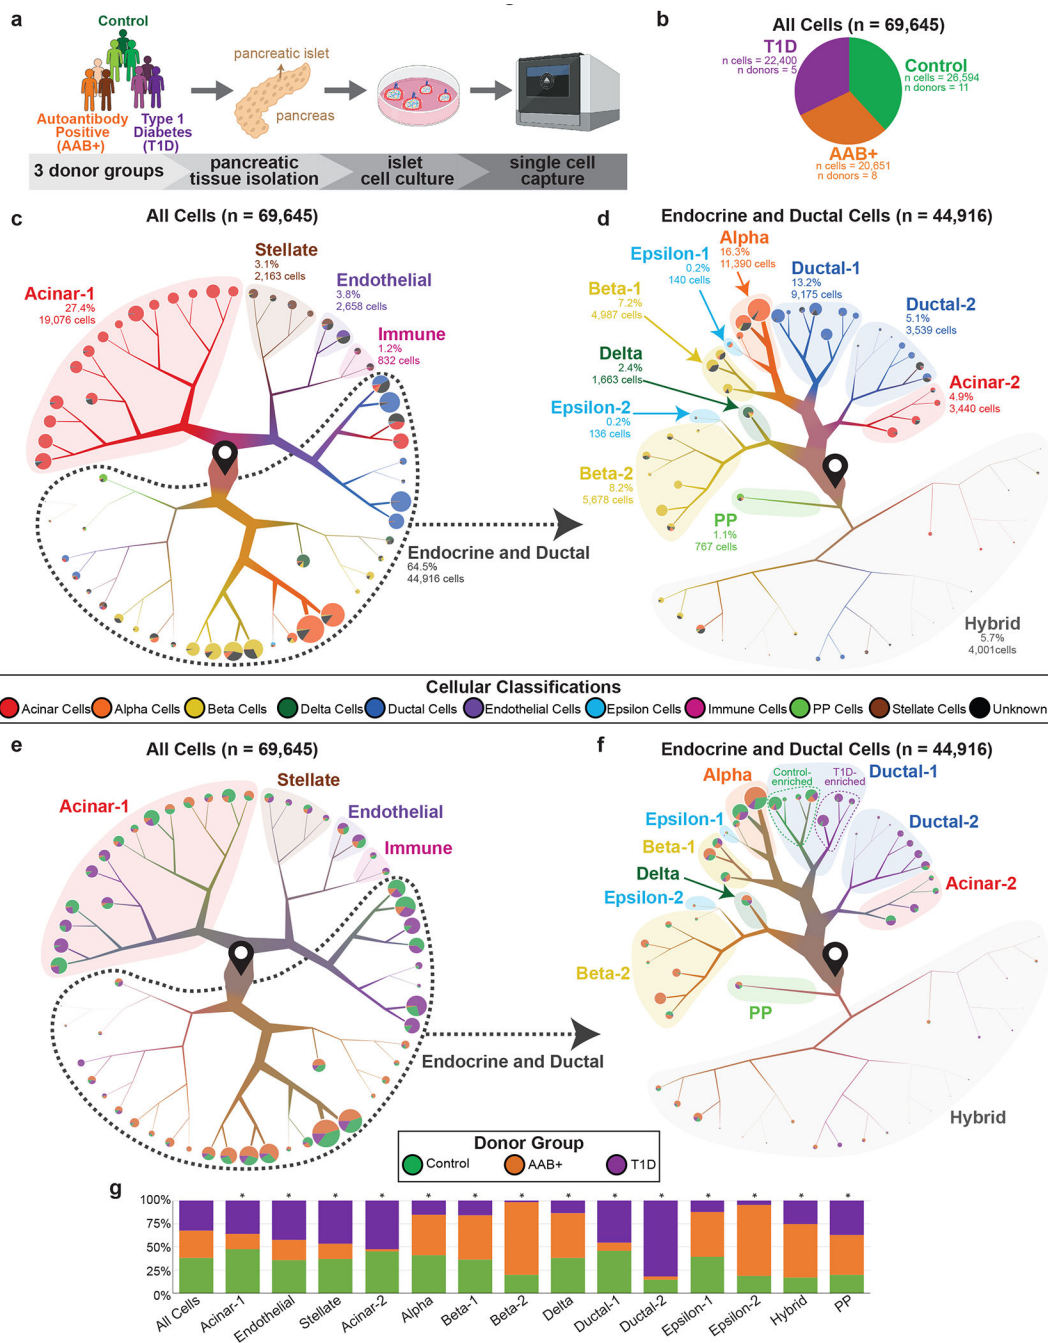 a
Control
pancreatic islet
pancreas
Autoantibody
Positive
(AAB+)
Type 1
Diabetes
(T1D)
3 donor groups
pancreatic
tissue isolation
islet
cell culture
single cell
capture
b
All Cells (n = 69,645)
T1D
n cells = 22,400
n donors = 5
Control
n cells = 26,594
n donors = 11
AAB+
n cells = 20,651
n donors = 8
c
All Cells (n = 69,645)
Stellate
3.1%
2,163 cells
Endothelial
3.8%
2,658 cells
Acinar-1
27.4%
19,076 cells
Immune
1.2%
832 cells
Endocrine and Ductal
64.5%
44,916 cells
d
Endocrine and Ductal Cells (n = 44,916)
Alpha
16.3%
11,390 cells
Epsilon-1
0.2%
140 cells
Ductal-1
13.2%
9,175 cells
Beta-1
7.2%
4,987 cells
Ductal-2
5.1%
3,539 cells
Delta
2.4%
1,663 cells
Acinar-2
4.9%
3,440 cells
Epsilon-2
0.2%
136 cells
Beta-2
8.2%
5,678 cells
PP
1.1%
767 cells
Hybrid
5.7%
4,001cells
Cellular Classifications
Acinar Cells
Alpha Cells
Beta Cells
Delta Cells
Ductal Cells
Endothelial Cells
Epsilon Cells
Immune Cells
PP Cells
Stellate Cells
Unknown
e
All Cells (n = 69,645)
Stellate
Acinar-1
Endothelial
Immune
Endocrine and Ductal
f
Endocrine and Ductal Cells (n = 44,916)
Alpha
Control-
enriched
T1D-
enriched
Ductal-1
Epsilon-1
Ductal-2
Beta-1
Delta
Acinar-2
Epsilon-2
Beta-2
PP
Hybrid
Donor Group
Control
AAB+
T1D
g
100%
75%
50%
25%
0%
* * * * * * * * * * * * * *
All Cells
Acinar-1
Endothelial
Stellate
Acinar-2
Alpha
Beta-1
Beta-2
Delta
Ductal-1
Ductal-2
Epsilon-1
Epsilon-2
Hybrid
PP